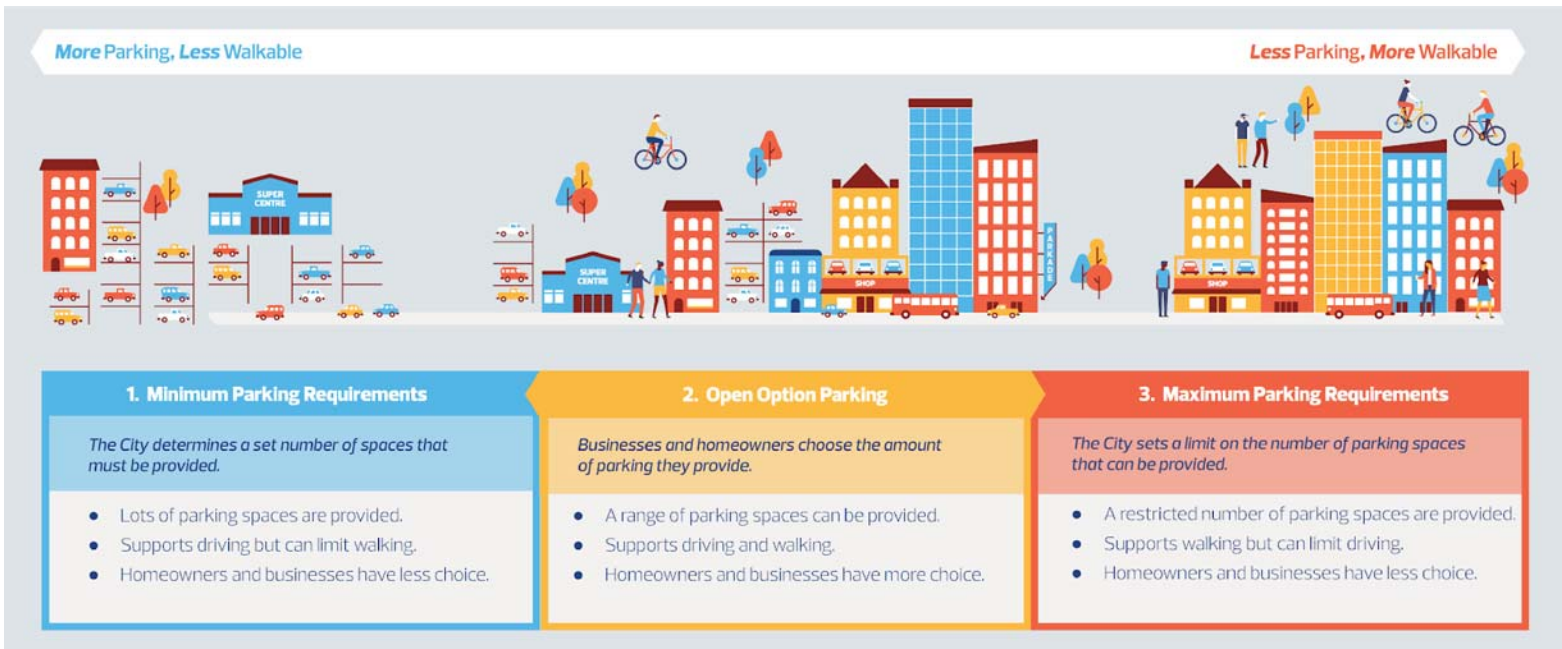 More Parking, Less Walkable
Less Parking, More Walkable
SUPER
CENTRE
SUPER
CENTRE
SHOP
PARKADE
SHOP
1. Minimum Parking Requirements
The City determines a set number of spaces that
must be provided.
• Lots of parking spaces are provided.
• Supports driving but can limit walking.
• Homeowners and businesses have less choice.
2. Open Option Parking
Businesses and homeowners choose the amount
of parking they provide.
• A range of parking spaces can be provided.
• Supports driving and walking.
• Homeowners and businesses have more choice.
3. Maximum Parking Requirements
The City sets a limit on the number of parking spaces
that can be provided.
• A restricted number of parking spaces are provided.
• Supports walking but can limit driving.
• Homeowners and businesses have less choice.